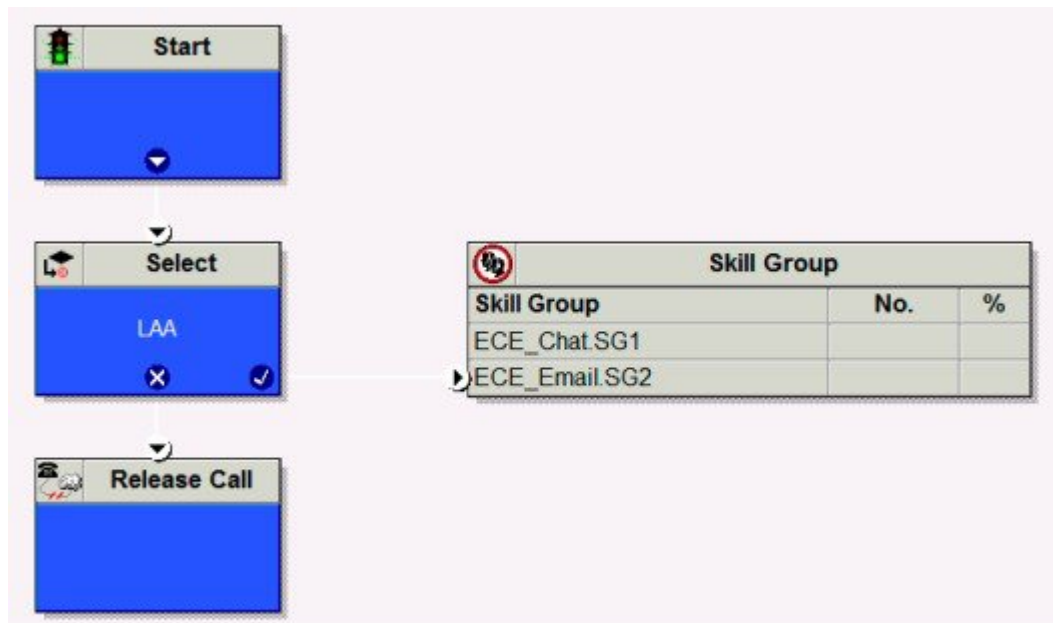 Start
Select
LAA
Skill Group
Skill Group No. %
ECE_Chat.SG1
ECE_Email.SG2
Release Call